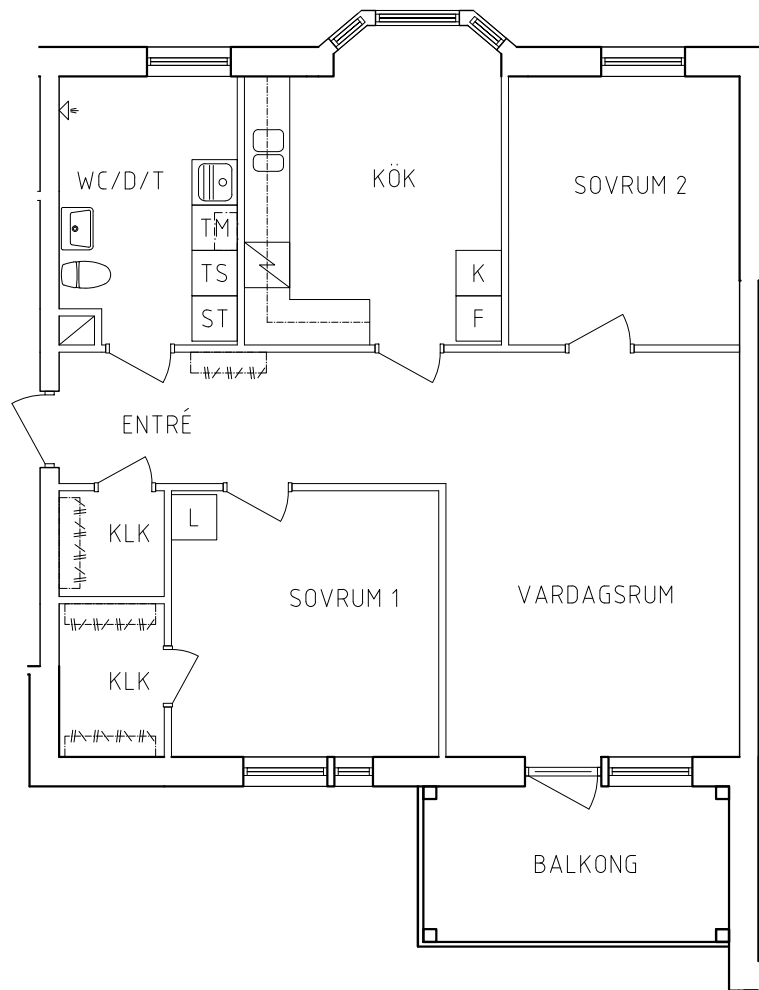 WC/D/T
KÖK
SOVRUM 2
TM
TS
ST
K
F
ENTRÉ
KLK
L
SOVRUM 1
VARDAGSRUM
KLK
BALKONG